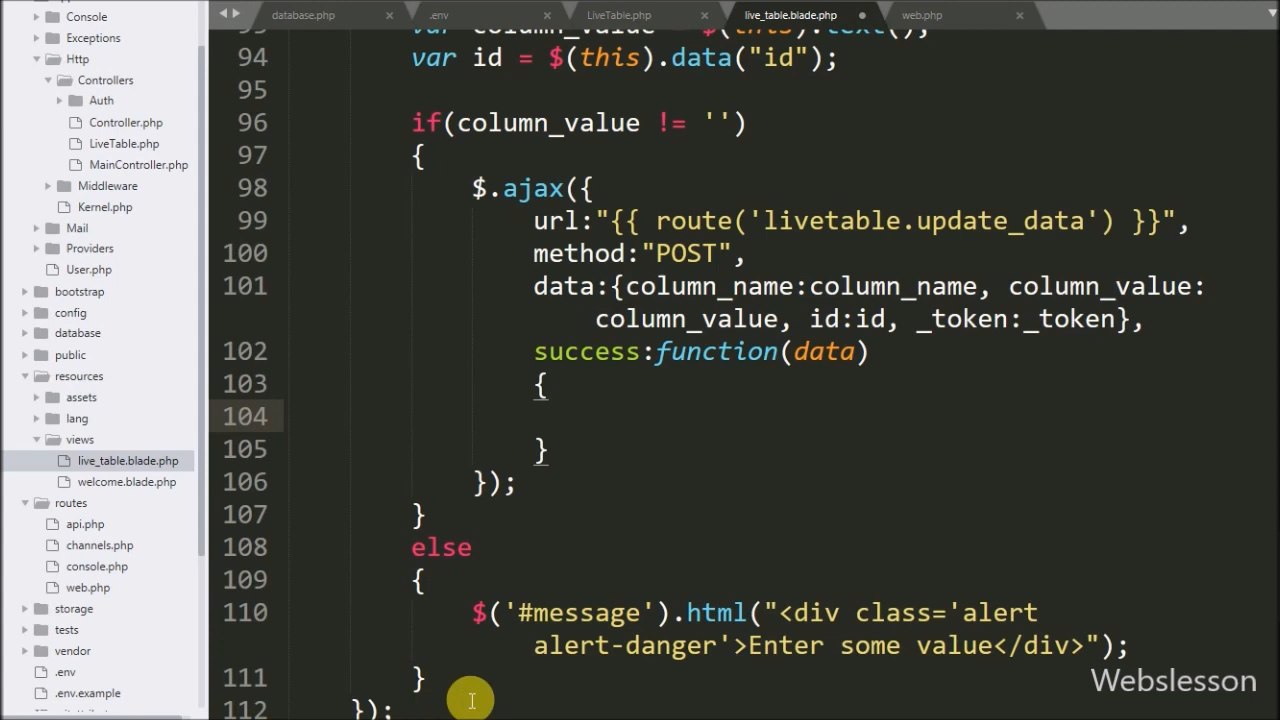 database.php
.env
LiveTable.php
live_table.blade.php
web.php
Console
Exceptions
Http
Controllers
Auth
Controller.php
LiveTable.php
MainController.php
Middleware
Kernel.php
Mail
Providers
User.php
bootstrap
config
database
public
resources
assets
lang
views
live_table.blade.php
welcome.blade.php
routes
api.php
channels.php
console.php
web.php
storage
tests
vendor
.env
.env.example
93 var column_value = $(this).text();
94 var id = $(this).data("id");
95
96 if(column_value != '')
97 {
98 $.ajax({
99 url:"{{ route('livetable.update_data') }}",
100 method:"POST",
101 data:{column_name:column_name, column_value:
column_value, id:id, _token:_token},
102 success:function(data)
103 {
104
105 }
106 });
107 }
108 else
109 {
110 $('#message').html("<div class='alert
alert-danger'>Enter some value</div>");
111 }
112 });
Webslesson